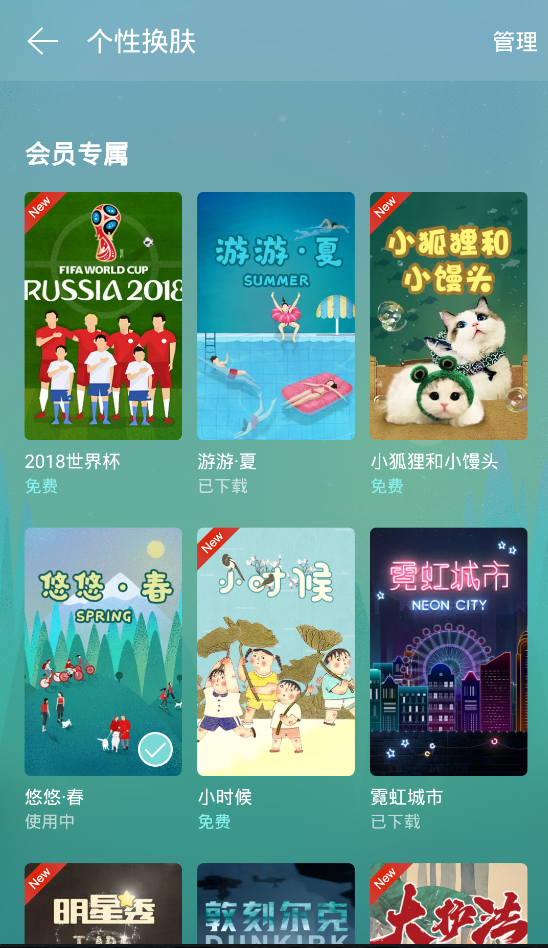 个性换肤
管理
会员专属
New
FIFA WORLD CUP
RUSSIA 2018
2018世界杯
免费
游游·夏
SUMMER
游游·夏
已下载
New
小狐狸和
小馒头
小狐狸和小馒头
免费
悠悠·春
SPRING
悠悠·春
使用中
New
小时候
小时候
免费
霓虹城市
NEON CITY
霓虹城市
已下载
New
明星秀
敦刻尔克
DUNKIRK
New
大护法